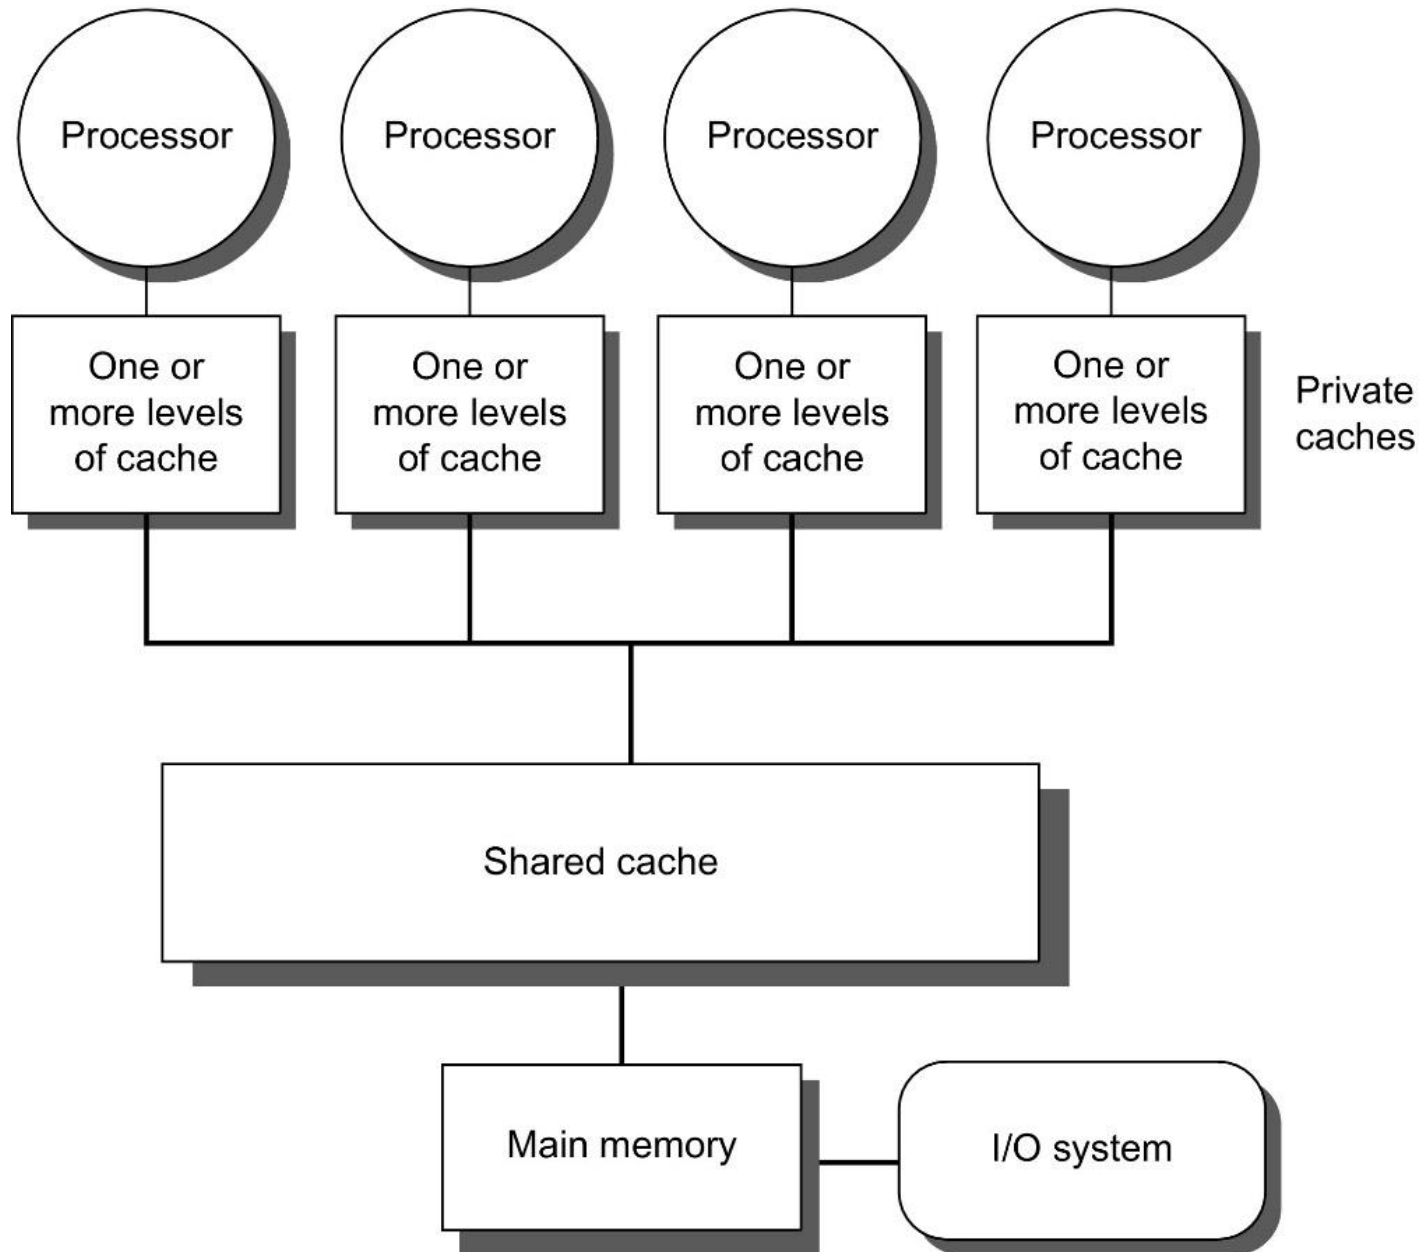 Processor
Processor
Processor
Processor
One or
more levels
of cache
One or
more levels
of cache
One or
more levels
of cache
One or
more levels
of cache
Private
caches
Shared cache
Main memory
I/O system